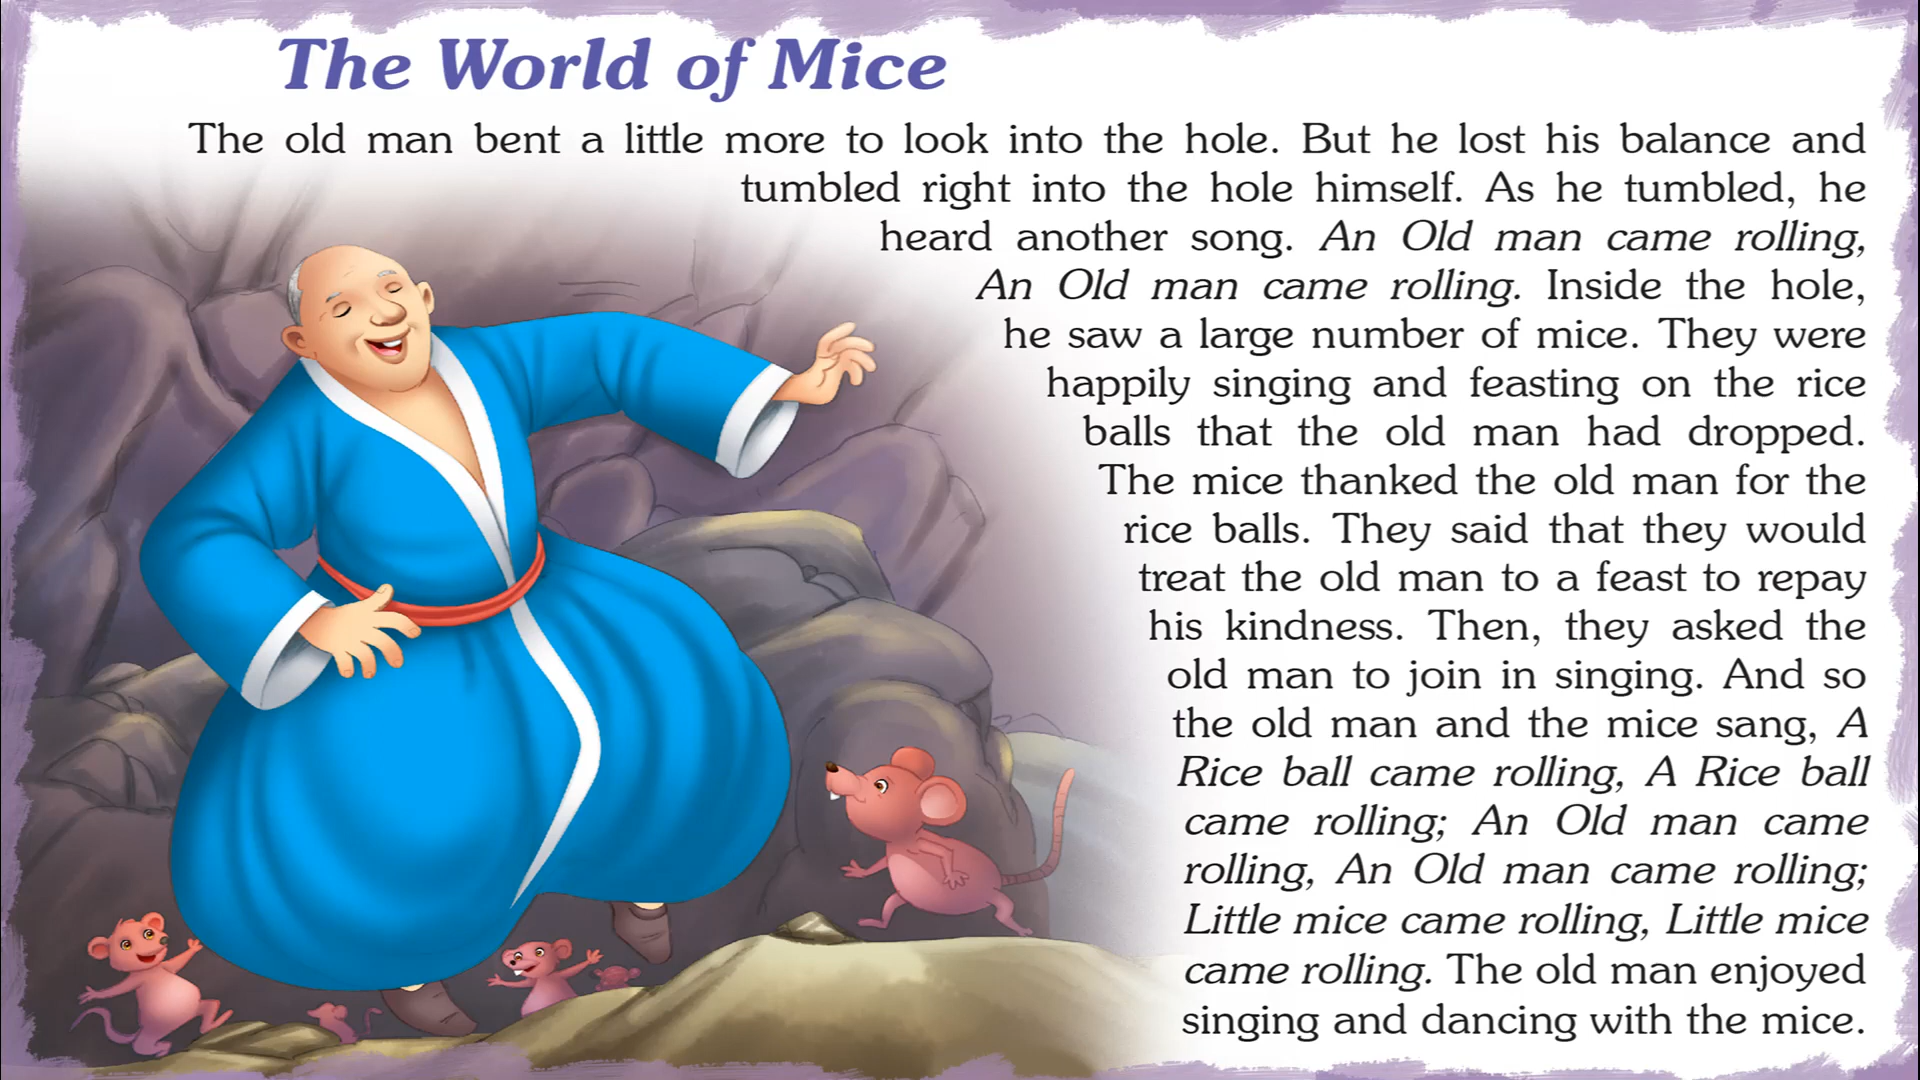 The World of Mice
The old man bent a little more to look into the hole. But he lost his balance and
tumbled right into the hole himself. As he tumbled, he
heard another song. An Old man came rolling,
An Old man came rolling. Inside the hole,
he saw a large number of mice. They were
happily singing and feasting on the rice
balls that the old man had dropped.
The mice thanked the old man for the
rice balls. They said that they would
treat the old man to a feast to repay
his kindness. Then, they asked the
old man to join in singing. And so
the old man and the mice sang, A
Rice ball came rolling, A Rice ball
came rolling; An Old man came
rolling, An Old man came rolling;
Little mice came rolling, Little mice
came rolling. The old man enjoyed
singing and dancing with the mice.